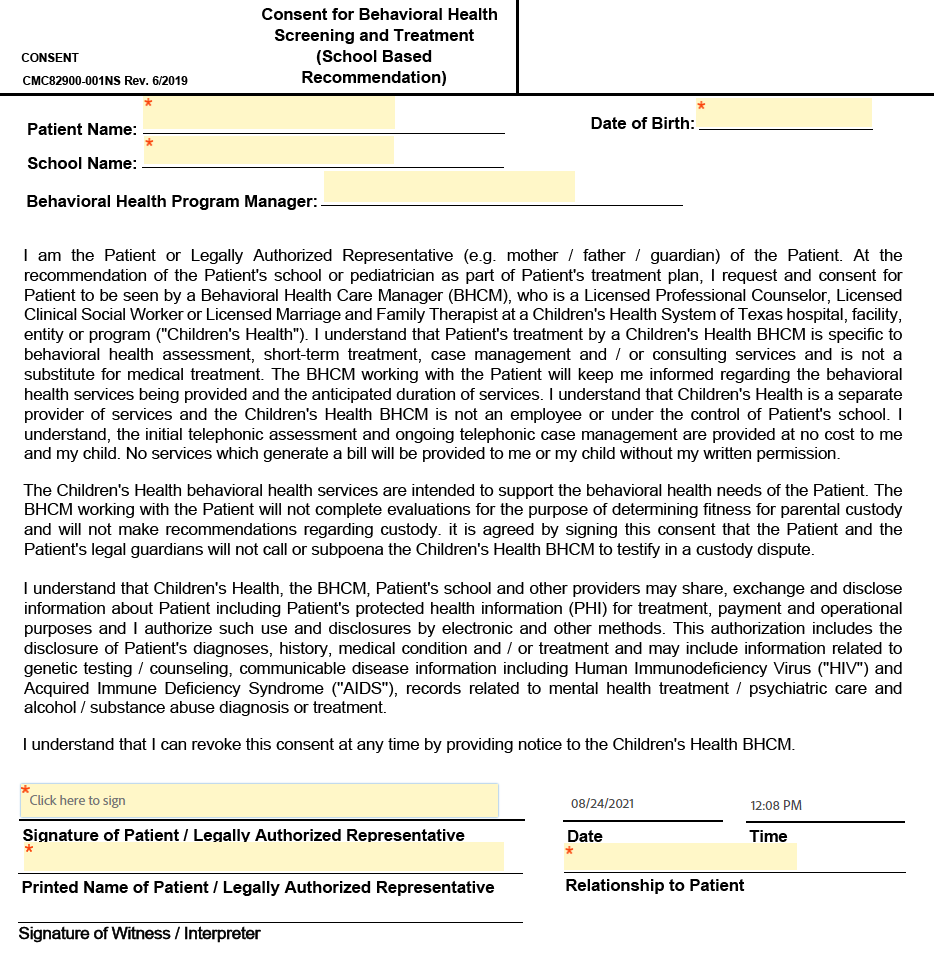 Consent for Behavioral Health
Screening and Treatment
(School Based
Recommendation)
CONSENT
CMC82900-001NS Rev. 6/2019
* Patient Name:
* Date of Birth:
* School Name:
Behavioral Health Program Manager:
I am the Patient or Legally Authorized Representative (e.g. mother / father / guardian) of the Patient. At the
recommendation of the Patient's school or pediatrician as part of Patient's treatment plan, I request and consent for
Patient to be seen by a Behavioral Health Care Manager (BHCM), who is a Licensed Professional Counselor, Licensed
Clinical Social Worker or Licensed Marriage and Family Therapist at a Children's Health System of Texas hospital, facility,
entity or program ("Children's Health"). I understand that Patient's treatment by a Children's Health BHCM is specific to
behavioral health assessment, short-term treatment, case management and / or consulting services and is not a
substitute for medical treatment. The BHCM working with the Patient will keep me informed regarding the behavioral
health services being provided and the anticipated duration of services. I understand that Children's Health is a separate
provider of services and the Children's Health BHCM is not an employee or under the control of Patient's school. I
understand, the initial telephonic assessment and ongoing telephonic case management are provided at no cost to me
and my child. No services which generate a bill will be provided to me or my child without my written permission.
The Children's Health behavioral health services are intended to support the behavioral health needs of the Patient. The
BHCM working with the Patient will not complete evaluations for the purpose of determining fitness for parental custody
and will not make recommendations regarding custody. it is agreed by signing this consent that the Patient and the
Patient's legal guardians will not call or subpoena the Children's Health BHCM to testify in a custody dispute.
I understand that Children's Health, the BHCM, Patient's school and other providers may share, exchange and disclose
information about Patient including Patient's protected health information (PHI) for treatment, payment and operational
purposes and I authorize such use and disclosures by electronic and other methods. This authorization includes the
disclosure of Patient's diagnoses, history, medical condition and / or treatment and may include information related to
genetic testing / counseling, communicable disease information including Human Immunodeficiency Virus ("HIV") and
Acquired Immune Deficiency Syndrome ("AIDS"), records related to mental health treatment / psychiatric care and
alcohol / substance abuse diagnosis or treatment.
I understand that I can revoke this consent at any time by providing notice to the Children's Health BHCM.
* Click here to sign
08/24/2021
12:08 PM
Signature of Patient / Legally Authorized Representative
Date
Time
*
*
Printed Name of Patient / Legally Authorized Representative
Relationship to Patient
Signature of Witness / Interpreter